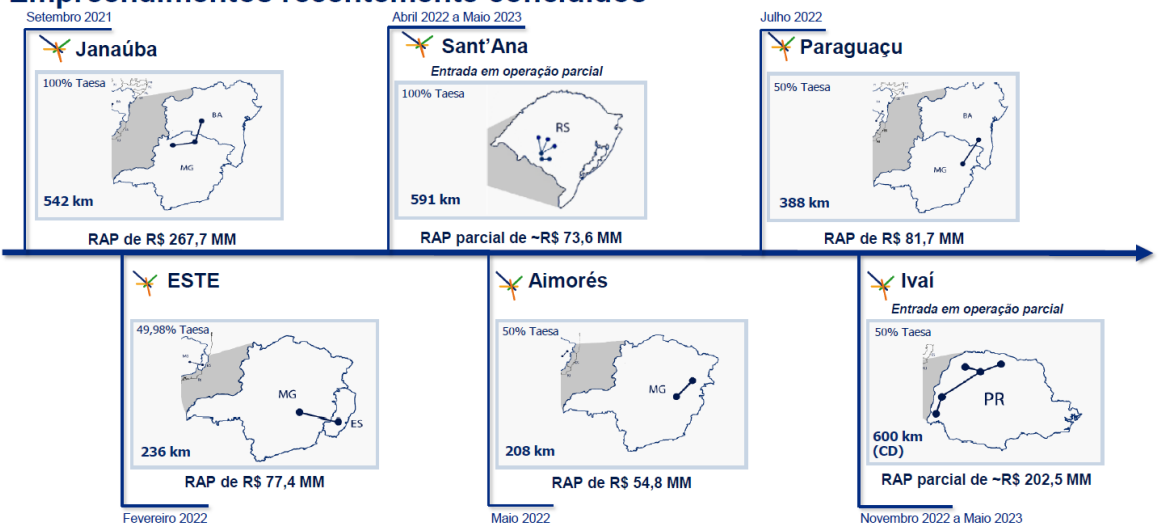 Empreendimentos recentemente concluídos
Setembro 2021
Janaúba
100% Taesa
BA
MG
542 km
RAP de R$ 267,7 MM
Abril 2022 a Maio 2023
Sant'Ana
Entrada em operação parcial
100% Taesa
RS
591 km
RAP parcial de ~R$ 73,6 MM
Julho 2022
Paraguaçu
50% Taesa
BA
MG
388 km
RAP de R$ 81,7 MM
ESTE
49,98% Taesa
MG
ES
236 km
RAP de R$ 77,4 MM
Fevereiro 2022
Aimorés
50% Taesa
MG
208 km
RAP de R$ 54,8 MM
Maio 2022
Ivaí
Entrada em operação parcial
50% Taesa
PR
600 km
(CD)
RAP parcial de ~R$ 202,5 MM
Novembro 2022 a Maio 2023